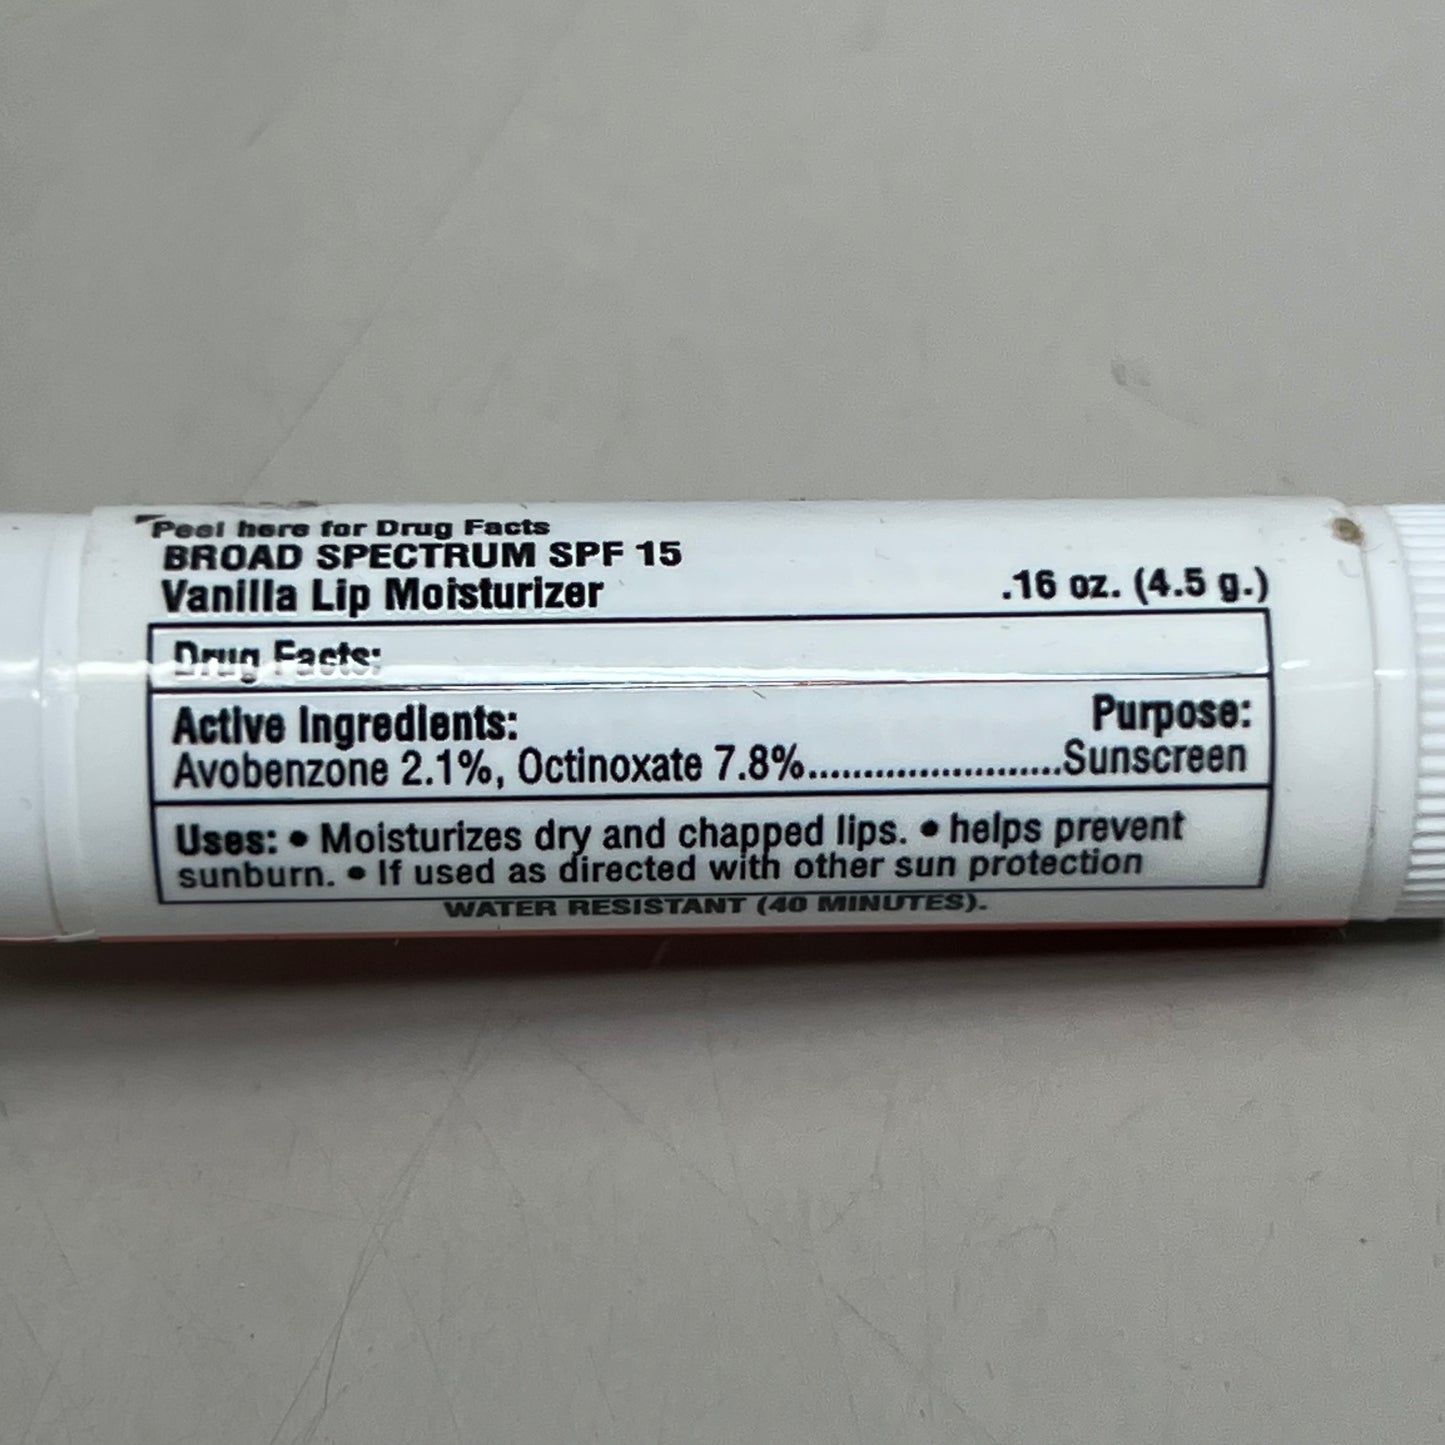 Peel here for Drug Facts
BROAD SPECTRUM SPF 15
Vanilla Lip Moisturizer .16 oz. (4.5 g.)
Drug Facts:
Active Ingredients: Purpose:
Avobenzone 2.1%, Octinoxate 7.8%.......................Sunscreen
Uses: • Moisturizes dry and chapped lips. • helps prevent
sunburn. • If used as directed with other sun protection
WATER RESISTANT (40 MINUTES).